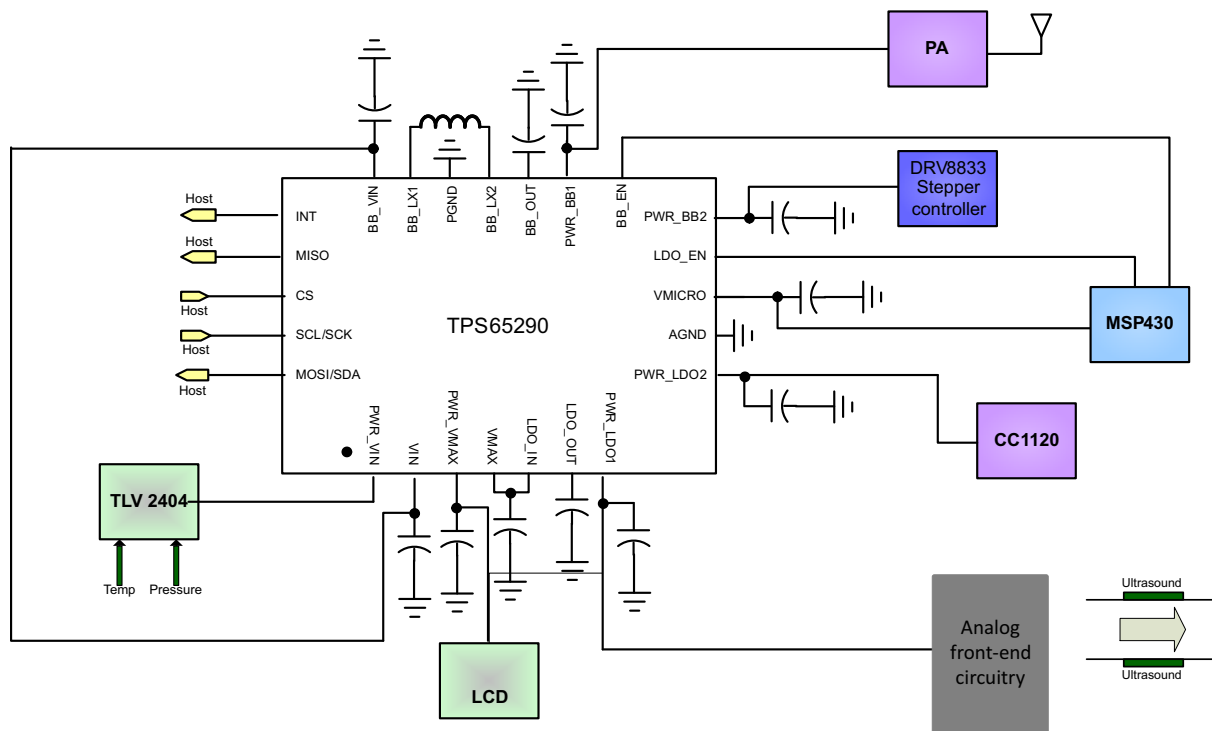 PA
BB_VIN
BB_LX1
PGND
BB_LX2
BB_OUT
PWR_BB1
BB_EN
DRV8833
Stepper
controller
Host
INT
PWR_BB2
Host
MISO
LDO_EN
CS
Host
VMICRO
MSP430
TPS65290
SCL/SCK
Host
AGND
MOSI/SDA
Host
PWR_LDO2
PWR_VIN
VIN
PWR_VMAX
VMAX
LDO_IN
LDO_OUT
PWR_LDO1
CC1120
TLV 2404
Temp
Pressure
Ultrasound
Analog
front-end
circuitry
Ultrasound
LCD